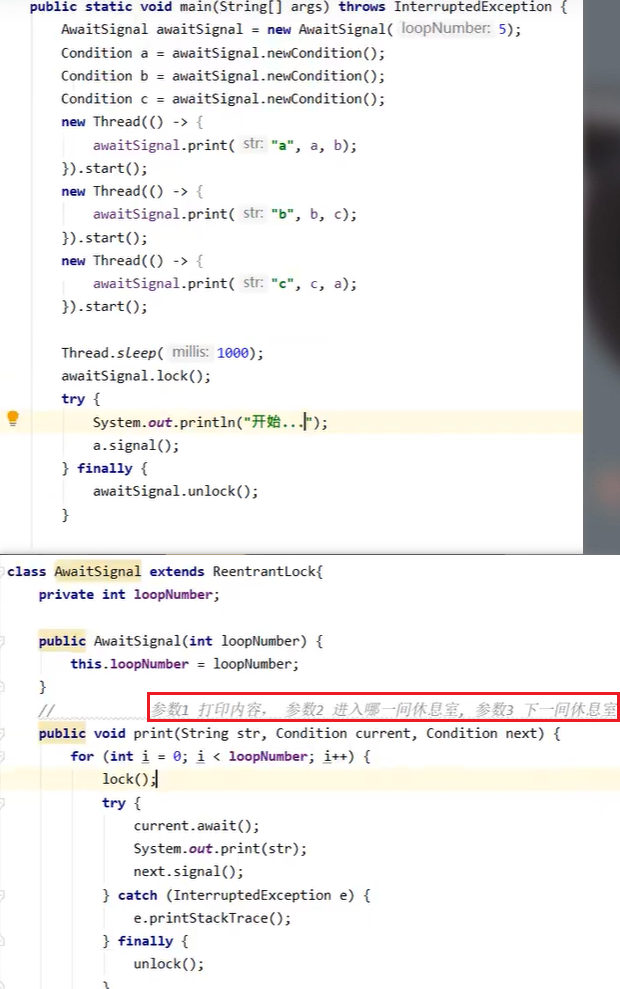 public static void main(String[] args) throws InterruptedException {
AwaitSignal awaitSignal = new AwaitSignal( loopNumber: 5);
Condition a = awaitSignal.newCondition();
Condition b = awaitSignal.newCondition();
Condition c = awaitSignal.newCondition();
new Thread(() -> {
awaitSignal.print( str: "a", a, b);
}).start();
new Thread(() -> {
awaitSignal.print( str: "b", b, c);
}).start();
new Thread(() -> {
awaitSignal.print( str: "c", c, a);
}).start();
Thread.sleep( millis: 1000);
awaitSignal.lock();
try {
System.out.println("开始...");
a.signal();
} finally {
awaitSignal.unlock();
}
class AwaitSignal extends ReentrantLock{
private int loopNumber;
public AwaitSignal(int loopNumber) {
this.loopNumber = loopNumber;
}
// 参数1 打印内容， 参数2 进入哪一间休息室, 参数3 下一间休息室
public void print(String str, Condition current, Condition next) {
for (int i = 0; i < loopNumber; i++) {
lock();
try {
current.await();
System.out.print(str);
next.signal();
} catch (InterruptedException e) {
e.printStackTrace();
} finally {
unlock();
}